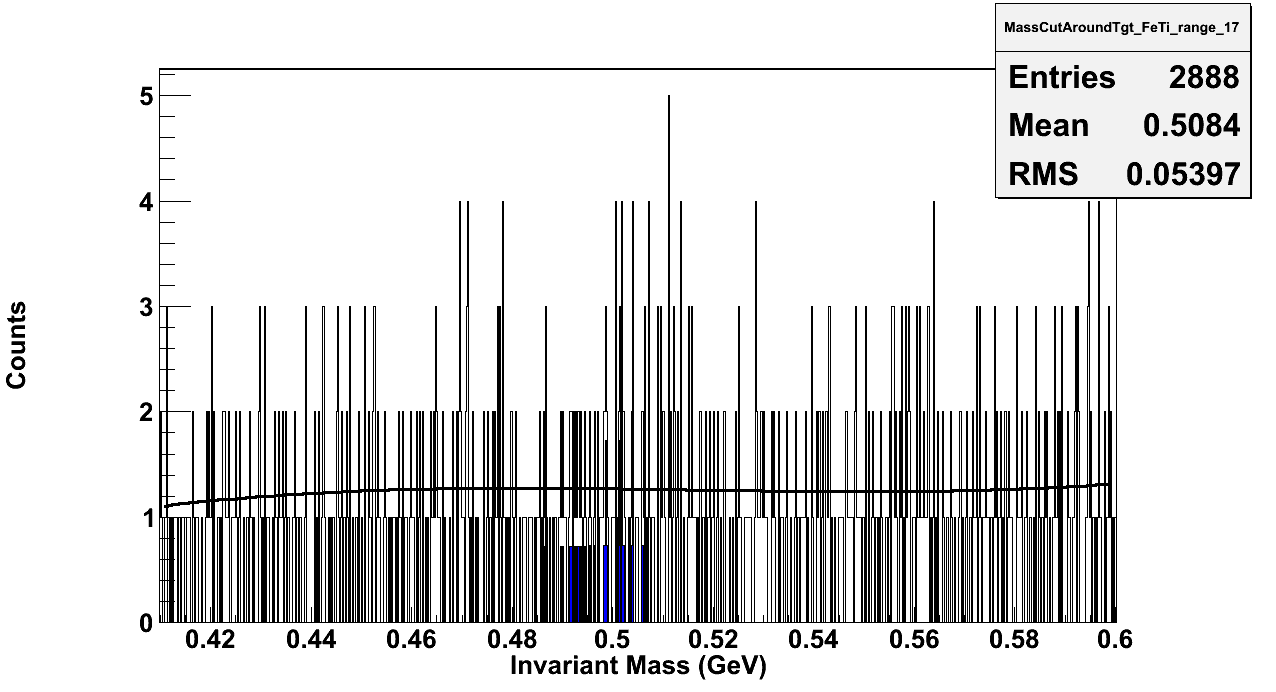 MassCutAroundTgt_FeTi_range_17
Entries 2888
Mean 0.5084
RMS 0.05397
5
4
3
2
1
0
Counts
0.42 0.44 0.46 0.48 0.5 0.52 0.54 0.56 0.58 0.6
Invariant Mass (GeV)